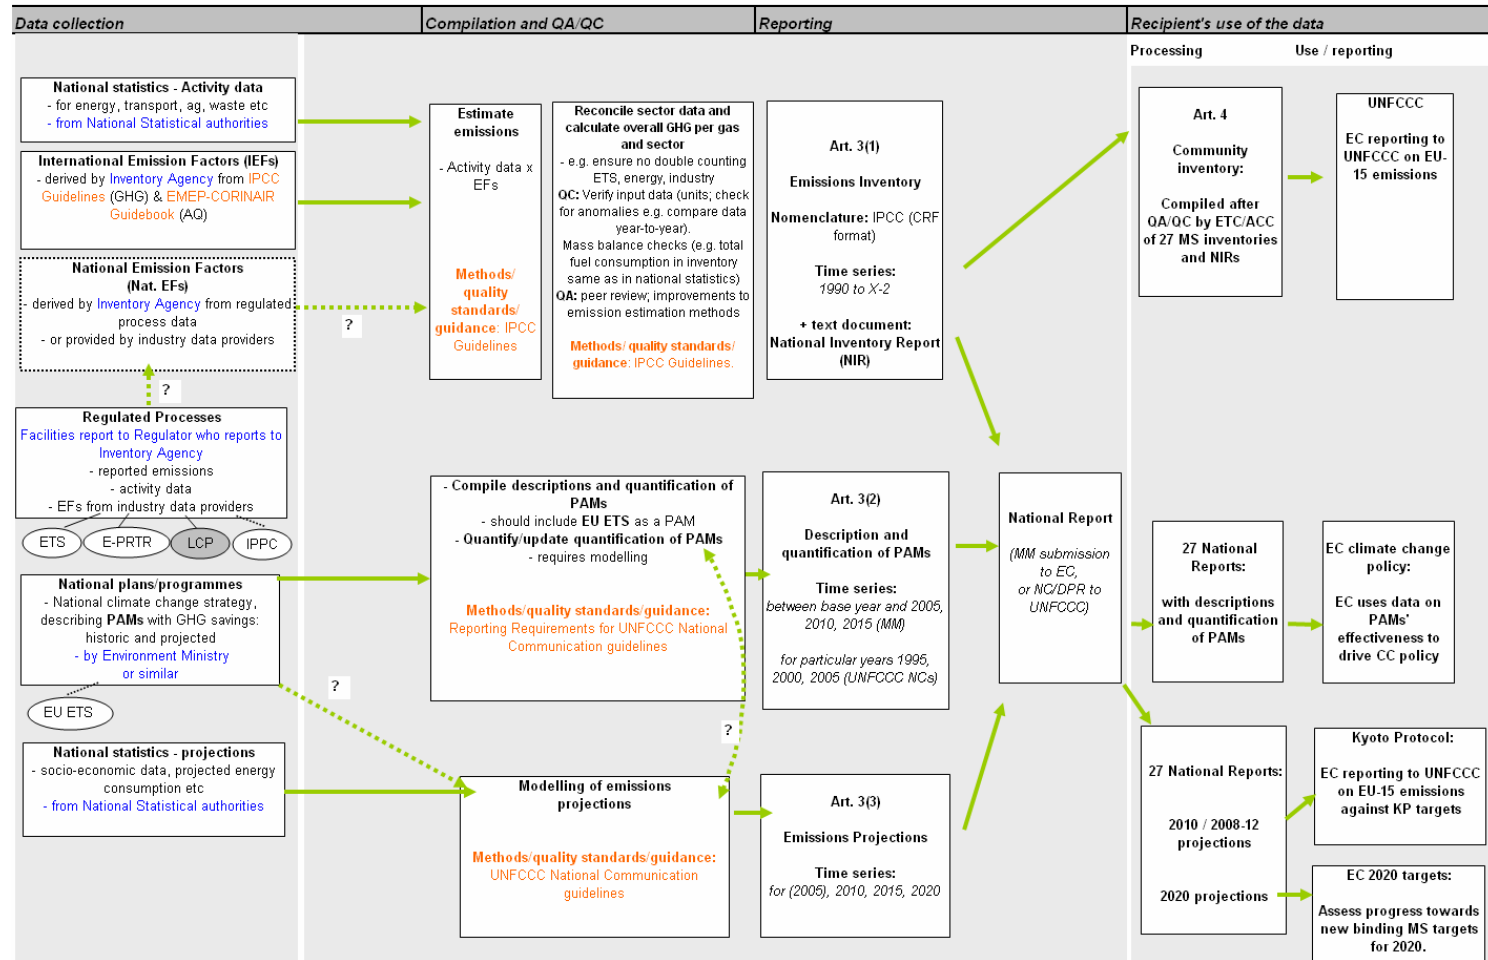 Data collection
Compilation and QA/QC
Reporting
Recipient's use of the data
Processing
Use / reporting
National statistics - Activity data
- for energy, transport, ag, waste etc
- from National Statistical authorities
International Emission Factors (IEFs)
- derived by Inventory Agency from IPCC
Guidelines (GHG) & EMEP-CORINAIR
Guidebook (AQ)
National Emission Factors
(Nat. EFs)
- derived by Inventory Agency from regulated
process data
- or provided by industry data providers
?
?
Regulated Processes
Facilities report to Regulator who reports to
Inventory Agency
- reported emissions
- activity data
- EFs from industry data providers
ETS
E-PRTR
LCP
IPPC
National plans/programmes
- National climate change strategy,
describing PAMs with GHG savings:
historic and projected
- by Environment Ministry
or similar
EU ETS
?
National statistics - projections
- socio-economic data, projected energy
consumption etc
- from National Statistical authorities
Estimate
emissions
- Activity data x
EFs
Methods/
quality
standards/
guidance: IPCC
Guidelines
Reconcile sector data and
calculate overall GHG per gas
and sector
- e.g. ensure no double counting
ETS, energy, industry
QC: Verify input data (units; check
for anomalies e.g. compare data
year-to-year).
Mass balance checks (e.g. total
fuel consumption in inventory
same as in national statistics)
QA: peer review; improvements to
emission estimation methods
Methods/ quality standards/
guidance: IPCC Guidelines.
- Compile descriptions and quantification of
PAMs
- should include EU ETS as a PAM
- Quantify/update quantification of PAMs
- requires modelling
Methods/quality standards/guidance:
Reporting Requirements for UNFCCC National
Communication guidelines
?
Modelling of emissions
projections
Methods/quality standards/guidance:
UNFCCC National Communication
guidelines
Art. 3(1)
Emissions Inventory
Nomenclature: IPCC (CRF
format)
Time series:
1990 to X-2
+ text document:
National Inventory Report
(NIR)
Art. 3(2)
Description and
quantification of PAMs
Time series:
between base year and 2005,
2010, 2015 (MM)
for particular years 1995,
2000, 2005 (UNFCCC NCs)
Art. 3(3)
Emissions Projections
Time series:
for (2005), 2010, 2015, 2020
National Report
(MM submission
to EC,
or NC/DPR to
UNFCCC)
Art. 4
Community
inventory:
Compiled after
QA/QC by ETC/ACC
of 27 MS inventories
and NIRs
UNFCCC
EC reporting to
UNFCCC on EU-
15 emissions
27 National
Reports:
with descriptions
and quantification
of PAMs
EC climate change
policy:
EC uses data on
PAMs'
effectiveness to
drive CC policy
27 National Reports:
2010 / 2008-12
projections
2020 projections
Kyoto Protocol:
EC reporting to UNFCCC
on EU-15 emissions
against KP targets
EC 2020 targets:
Assess progress towards
new binding MS targets
for 2020.